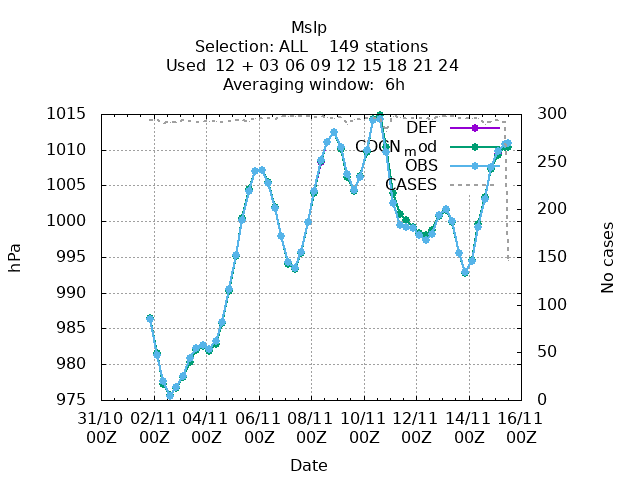 Mslp
Selection: ALL 149 stations
Used 12 + 03 06 09 12 15 18 21 24
Averaging window: 6h
1015
1010
1005
1000
995
990
985
980
975
hPa
300
250
200
150
100
50
0
No cases
DEF
OBS
CASES
31/10 02/11 04/11 06/11 08/11 10/11 12/11 14/11 16/11
00Z 00Z 00Z 00Z 00Z 00Z 00Z 00Z 00Z
Date